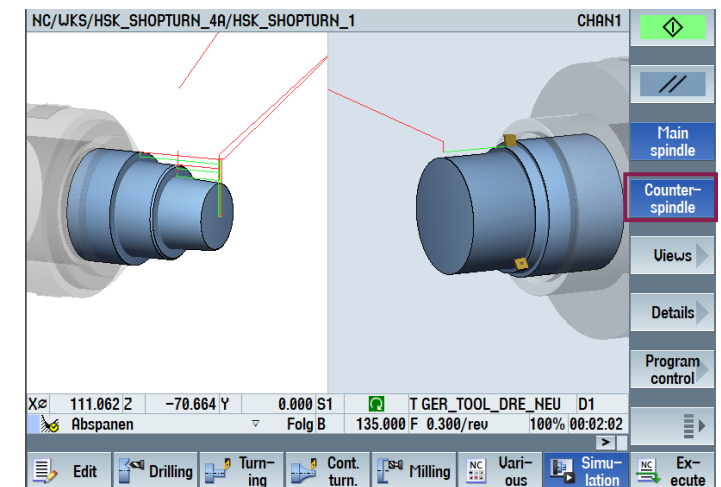 NC/WKS/HSK_SHOPTURN_4A/HSK_SHOPTURN_1 CHAN1
Main
spindle
Counter-
spindle
Views
Details
Program
control
X⌀ 111.062 Z -70.664 Y 0.000 S1 T GER_TOOL_DRE_NEU D1
Abspanen ▽ Folg B 135.000 F 0.300/rev 100% 00:02:02
>
Edit
Drilling
Turn-
ing
Cont.
turn.
Milling
NC
Vari-
ous
Simu-
lation
NC
Ex-
ecute